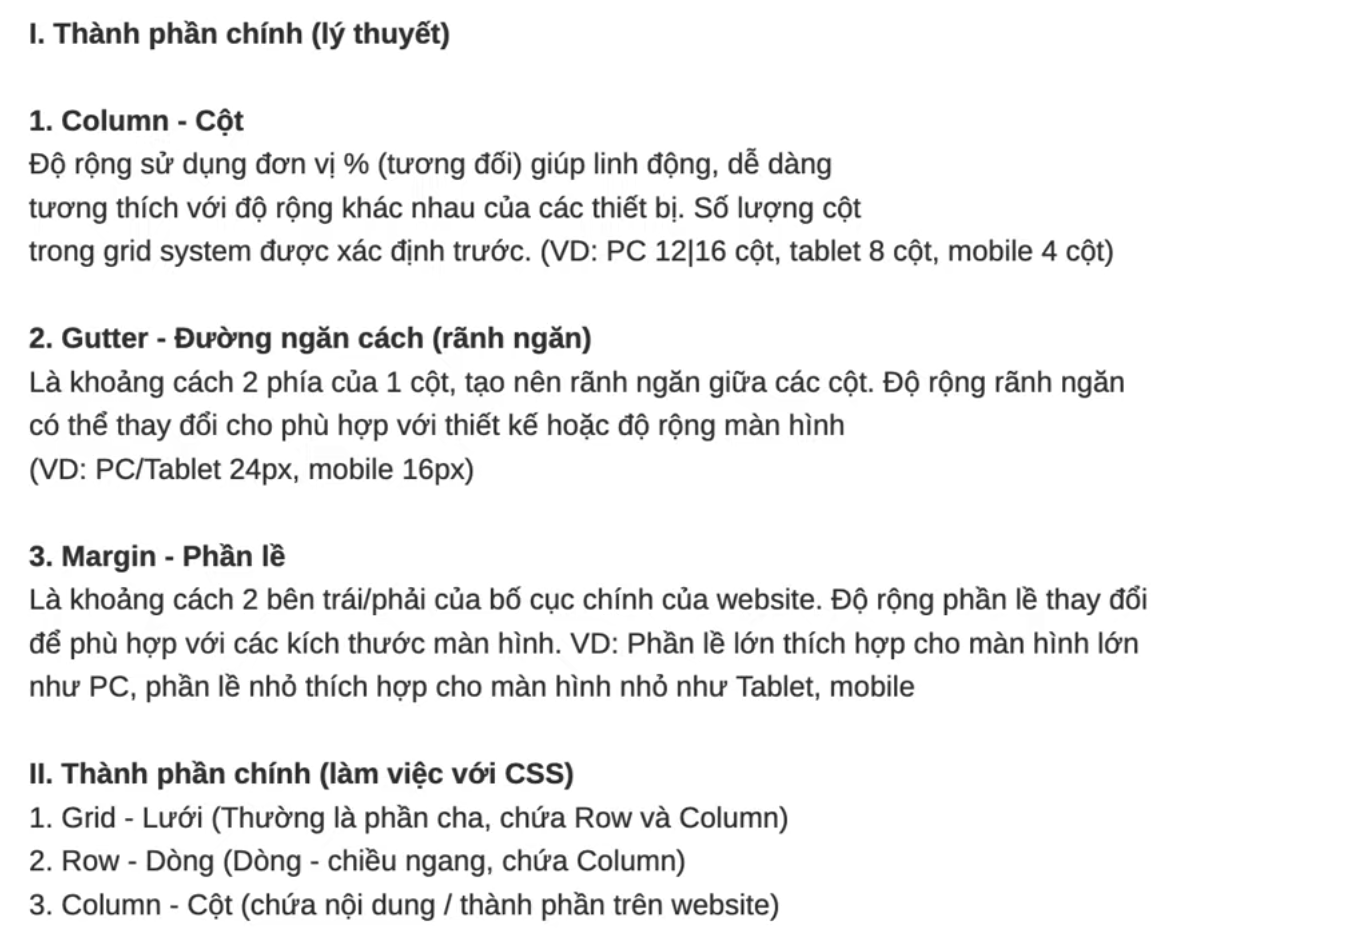 I. Thành phần chính (lý thuyết)
1. Column - Cột
Độ rộng sử dụng đơn vị % (tương đối) giúp linh động, dễ dàng
tương thích với độ rộng khác nhau của các thiết bị. Số lượng cột
trong grid system được xác định trước. (VD: PC 12|16 cột, tablet 8 cột, mobile 4 cột)
2. Gutter - Đường ngăn cách (rãnh ngăn)
Là khoảng cách 2 phía của 1 cột, tạo nên rãnh ngăn giữa các cột. Độ rộng rãnh ngăn
có thể thay đổi cho phù hợp với thiết kế hoặc độ rộng màn hình
(VD: PC/Tablet 24px, mobile 16px)
3. Margin - Phần lề
Là khoảng cách 2 bên trái/phải của bố cục chính của website. Độ rộng phần lề thay đổi
để phù hợp với các kích thước màn hình. VD: Phần lề lớn thích hợp cho màn hình lớn
như PC, phần lề nhỏ thích hợp cho màn hình nhỏ như Tablet, mobile
II. Thành phần chính (làm việc với CSS)
1. Grid - Lưới (Thường là phần cha, chứa Row và Column)
2. Row - Dòng (Dòng - chiều ngang, chứa Column)
3. Column - Cột (chứa nội dung / thành phần trên website)